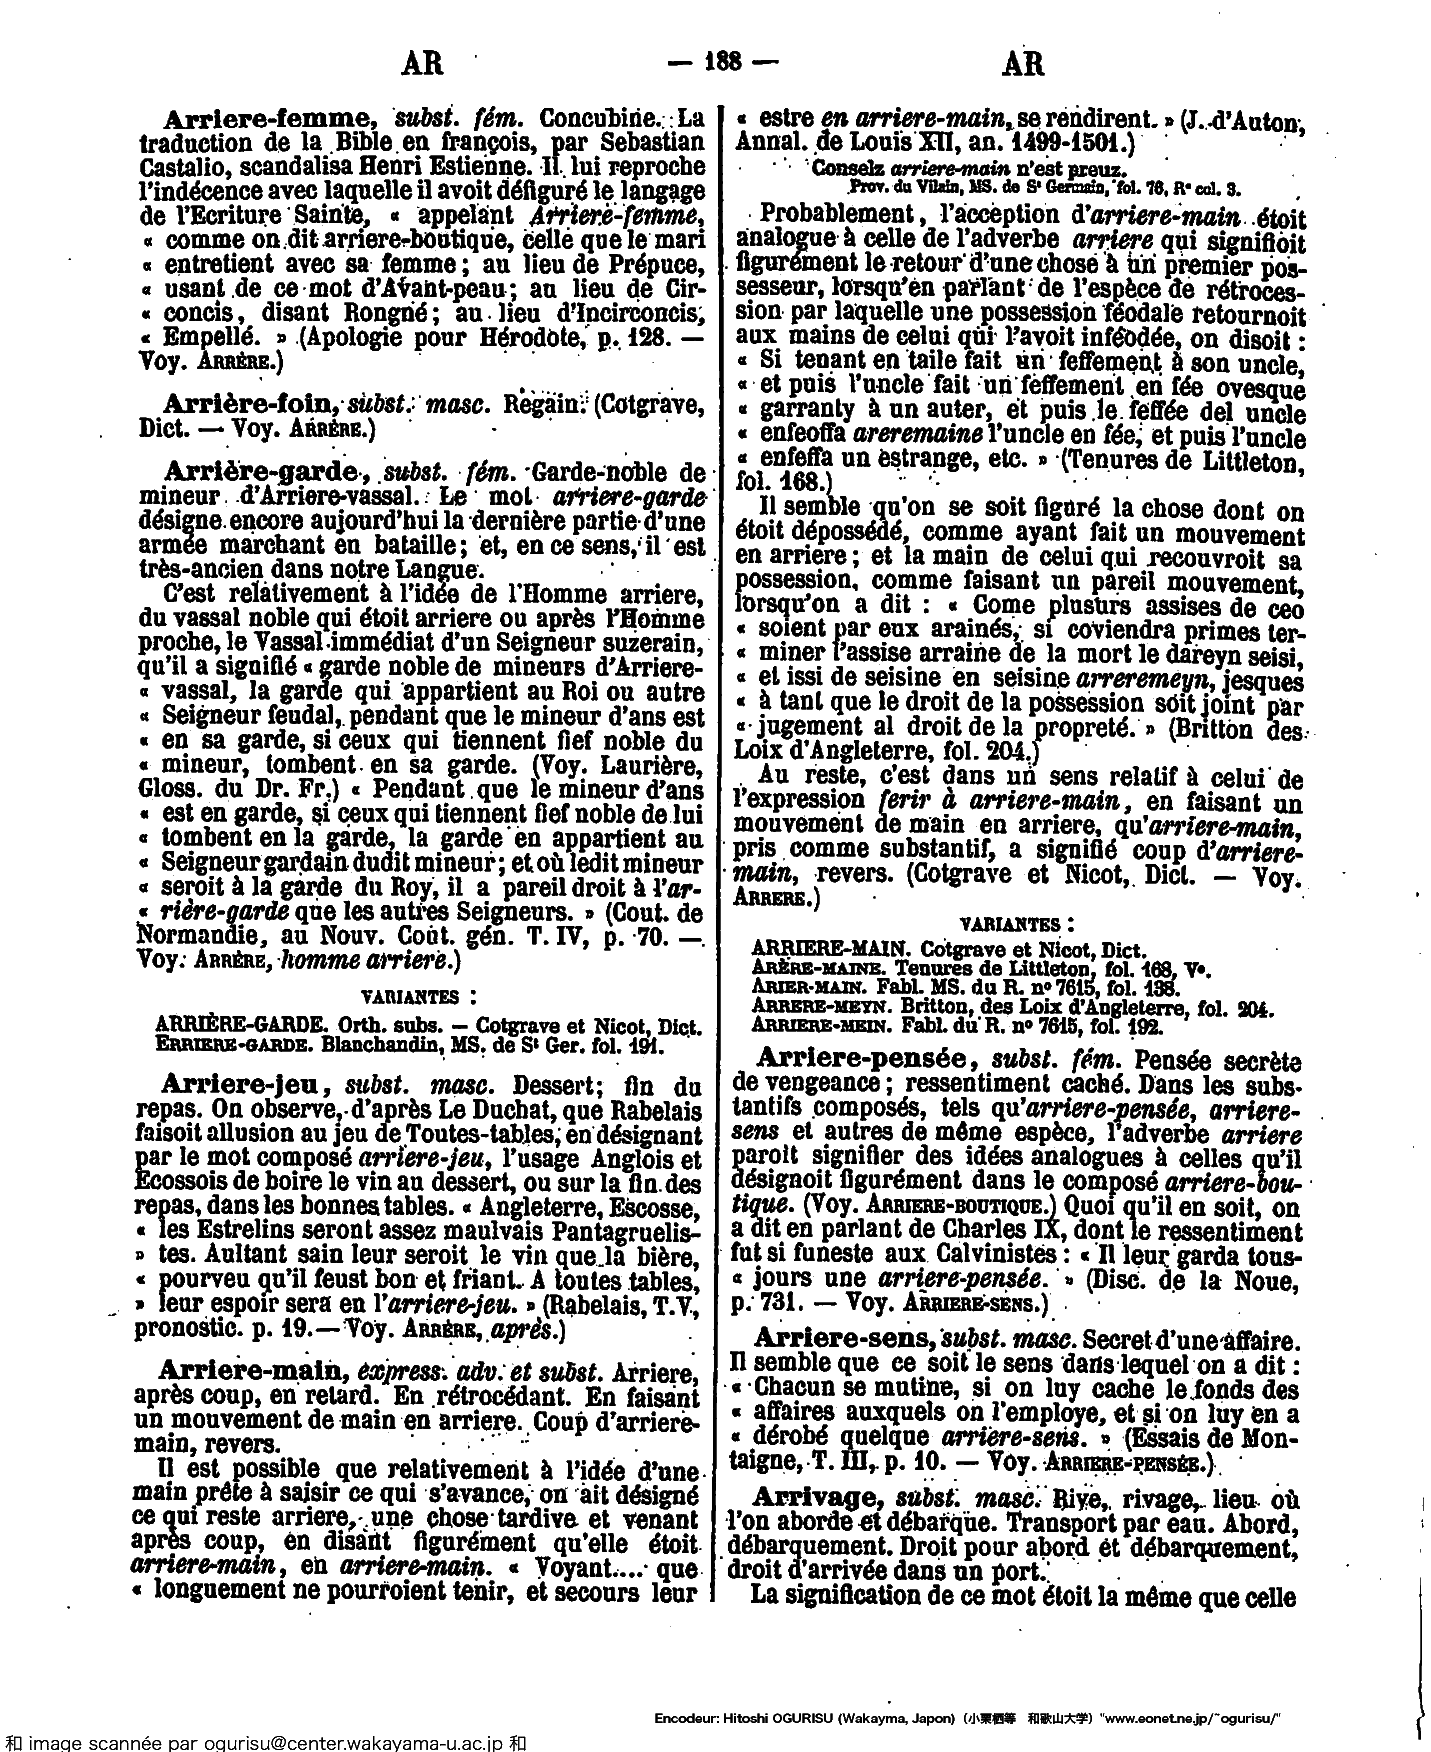 AR
— 188 —
AR
Arriere-femme, subst. fém. Concubine. La
traduction de la Bible en françois, par Sebastian
Castalio, scandalisa Henri Estienne. Il lui reproche
l'indécence avec laquelle il avoit défiguré le langage
de l'Ecriture Sainte, « appelant Arriere-femme,
« comme on dit arriere-boutique, celle que le mari
« entretient avec sa femme ; au lieu de Prépuce,
« usant de ce mot d'Avant-peau ; au lieu de Cir-
« concis, disant Rongné ; au lieu d'Incirconcis,
« Empellé. » (Apologie pour Hérodote, p. 128. —
Voy. ARRÈRE.)
Arrière-foin, subst. masc. Regain. (Cotgrave,
Dict. — Voy. ARRÈRE.)
Arrière-garde, subst. fém. Garde-noble de
mineur d'Arriere-vassal. Le mot arriere-garde
désigne encore aujourd'hui la dernière partie d'une
armée marchant en bataille ; et, en ce sens, il est
très-ancien dans notre Langue.
C'est relativement à l'idée de l'Homme arriere,
du vassal noble qui étoit arriere ou après l'Homme
proche, le Vassal immédiat d'un Seigneur suzerain,
qu'il a signifié « garde noble de mineurs d'Arriere-
« vassal, la garde qui appartient au Roi ou autre
« Seigneur feudal, pendant que le mineur d'ans est
« en sa garde, si ceux qui tiennent fief noble du
« mineur, tombent en sa garde. (Voy. Laurière,
Gloss. du Dr. Fr.) « Pendant que le mineur d'ans
« est en garde, si ceux qui tiennent fief noble de lui
« tombent en la garde, la garde en appartient au
« Seigneur gardain dudit mineur ; et où ledit mineur
« seroit à la garde du Roy, il a pareil droit à l'ar-
« rière-garde que les autres Seigneurs. » (Cout. de
Normandie, au Nouv. Cout. gén. T. IV, p. 70. —
Voy. ARRÈRE, homme arriere.)
VARIANTES :
ARRIÈRE-GARDE. Orth. subs. — Cotgrave et Nicot, Dict.
ERRIERE-GARDE. Blanchandin, MS. de St Ger. fol. 191.
Arriere-jeu, subst. masc. Dessert ; fin du
repas. On observe, d'après Le Duchat, que Rabelais
faisoit allusion au jeu de Toutes-tables, en désignant
par le mot composé arriere-jeu, l'usage Anglois et
Ecossois de boire le vin au dessert, ou sur la fin des
repas, dans les bonnes tables. « Angleterre, Escosse,
« les Estrelins seront assez maulvais Pantagruelis-
» tes. Aultant sain leur seroit le vin que la bière,
« pourveu qu'il feust bon et friant. A toutes tables,
» leur espoir sera en l'arriere-jeu. » (Rabelais, T. V,
pronostic. p. 19. — Voy. ARRÈRE, aprés.)
Arriere-main, express. adv. et subst. Arriere,
après coup, en retard. En rétrocédant. En faisant
un mouvement de main en arriere. Coup d'arriere-
main, revers.
Il est possible que relativement à l'idée d'une
main prête à saisir ce qui s'avance, on ait désigné
ce qui reste arriere, une chose tardive et venant
après coup, en disant figurément qu'elle étoit
arriere-main, en arriere-main. « Voyant.... que
« longuement ne pourroient tenir, et secours leur
« estre en arriere-main, se rendirent. » (J. d'Auton,
Annal. de Louis XII, an. 1499-1501.)
Conselz arriere-main n'est preuz.
Prov. du Vilain, MS. de St Germain, fol. 76, Ro col. 3.
Probablement, l'acception d'arriere-main étoit
analogue à celle de l'adverbe arriere qui signifioit
figurément le retour d'une chose à un premier pos-
sesseur, lorsqu'en parlant de l'espèce de rétroces-
sion par laquelle une possession féodale retournoit
aux mains de celui qui l'avoit inféodée, on disoit :
« Si tenant en taile fait un feffement à son uncle,
« et puis l'uncle fait un feffement en fée ovesque
« garranty à un auter, et puis le feffée del uncle
« enfeoffa areremaine l'uncle en fée, et puis l'uncle
« enfeffa un estrange, etc. » (Tenures de Littleton,
fol. 168.)
Il semble qu'on se soit figuré la chose dont on
étoit dépossédé, comme ayant fait un mouvement
en arriere ; et la main de celui qui recouvroit sa
possession, comme faisant un pareil mouvement,
lorsqu'on a dit : « Come plusurs assises de ceo
« soient par eux arainés, si coviendra primes ter-
« miner l'assise arraine de la mort le dareyn seisi,
« et issi de seisine en seisine arreremeyn, jesques
« à tant que le droit de la possession soit joint par
« jugement al droit de la propreté. » (Britton des
Loix d'Angleterre, fol. 204.)
Au reste, c'est dans un sens relatif à celui de
l'expression ferir à arriere-main, en faisant un
mouvement de main en arriere, qu'arriere-main,
pris comme substantif, a signifié coup d'arriere-
main, revers. (Cotgrave et Nicot, Dict. — Voy.
ARRERE.)
VARIANTES :
ARRIERE-MAIN. Cotgrave et Nicot, Dict.
ARÈRE-MAINE. Tenures de Littleton, fol. 168, Vo.
ARIER-MAIN. Fabl. MS. du R. no 7615, fol. 138.
ARRERE-MEYN. Britton, des Loix d'Angleterre, fol. 204.
ARRIERE-MEIN. Fabl. du R. no 7615, fol. 192.
Arriere-pensée, subst. fém. Pensée secrète
de vengeance ; ressentiment caché. Dans les subs-
tantifs composés, tels qu'arriere-pensée, arriere-
sens et autres de même espèce, l'adverbe arriere
paroît signifier des idées analogues à celles qu'il
désignoit figurément dans le composé arriere-bou-
tique. (Voy. ARRIERE-BOUTIQUE.) Quoi qu'il en soit, on
a dit en parlant de Charles IX, dont le ressentiment
fut si funeste aux Calvinistes : « Il leur garda tous-
« jours une arriere-pensée. » (Disc. de la Noue,
p. 731. — Voy. ARRIERE-SENS.)
Arriere-sens, subst. masc. Secret d'une affaire.
Il semble que ce soit le sens dans lequel on a dit :
« Chacun se mutine, si on luy cache le fonds des
« affaires auxquels on l'employe, et si on luy en a
« dérobé quelque arrière-sens. » (Essais de Mon-
taigne, T. III, p. 10. — Voy. ARRIERE-PENSÉE.)
Arrivage, subst. masc. Rive, rivage, lieu où
l'on aborde et débarque. Transport par eau. Abord,
débarquement. Droit pour abord et débarquement,
droit d'arrivée dans un port.
La signification de ce mot étoit la même que celle
Encodeur: Hitoshi OGURISU (Wakayma, Japon) (小栗栖等 和歌山大学) "www.eonet.ne.jp/~ogurisu/"
和 image scannée par ogurisu@center.wakayama-u.ac.jp 和